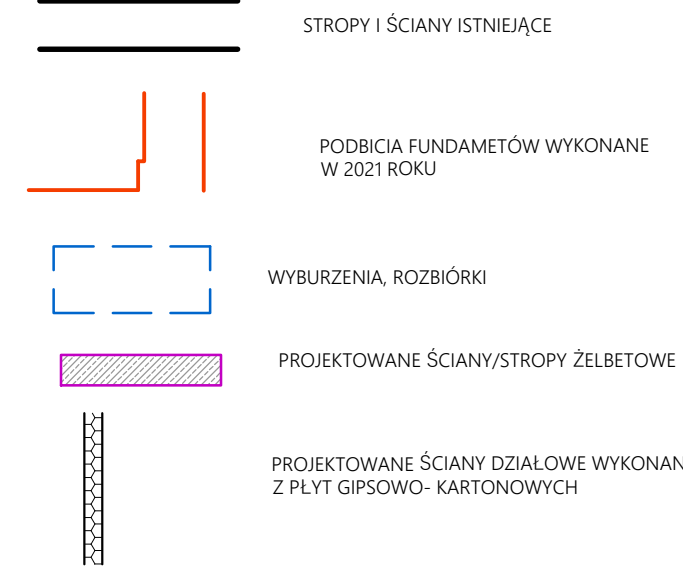 STROPY I ŚCIANY ISTNIEJĄCE
PODBICIA FUNDAMETÓW WYKONANE
W 2021 ROKU
WYBURZENIA, ROZBIÓRKI
PROJEKTOWANE ŚCIANY/STROPY ŻELBETOWE
PROJEKTOWANE ŚCIANY DZIAŁOWE WYKONAN
Z PŁYT GIPSOWO- KARTONOWYCH